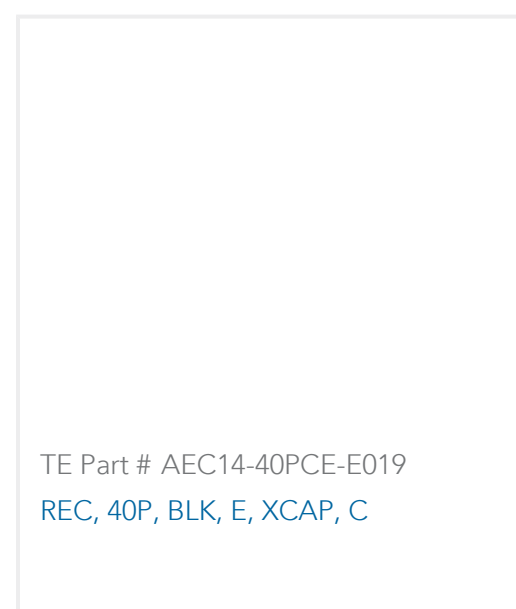 TE Part # AEC14-40PCE-E019
REC, 40P, BLK, E, XCAP, C